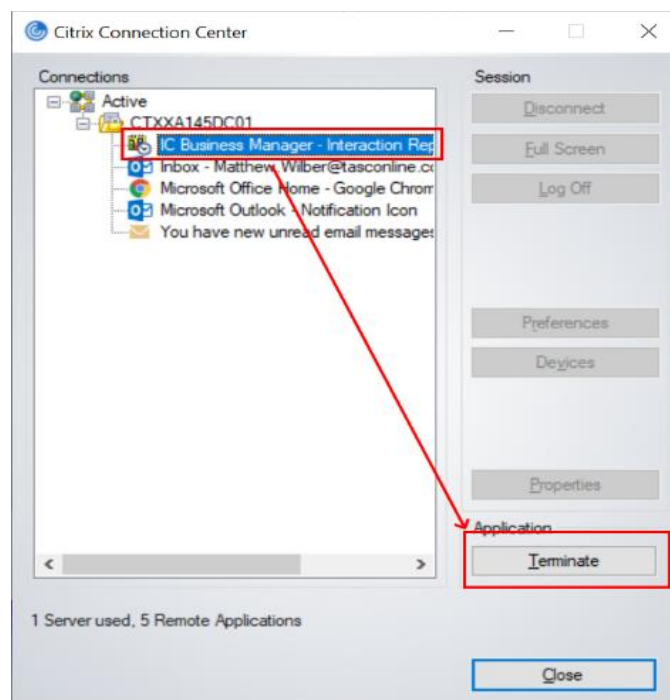 Citrix Connection Center
Connections
Active
CTXXA145DC01
IC Business Manager - Interaction Rep
Inbox - Matthew.Wilber@tasconline.co
Microsoft Office Home - Google Chrom
Microsoft Outlook - Notification Icon
You have new unread email messages
1 Server used, 5 Remote Applications
Session
Disconnect
Full Screen
Log Off
Preferences
Devices
Properties
Application
Terminate
Close